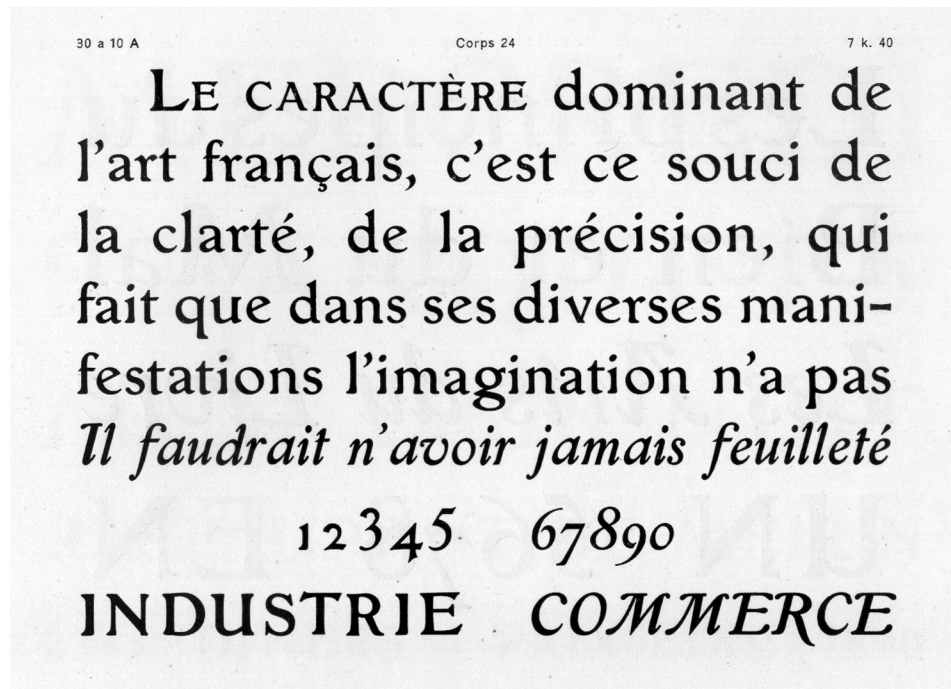 30 a 10 A Corps 24 7 k. 40
LE CARACTÈRE dominant de
l’art français, c’est ce souci de
la clarté, de la précision, qui
fait que dans ses diverses mani-
festations l’imagination n’a pas
Il faudrait n’avoir jamais feuilleté
12345 67890
INDUSTRIE COMMERCE